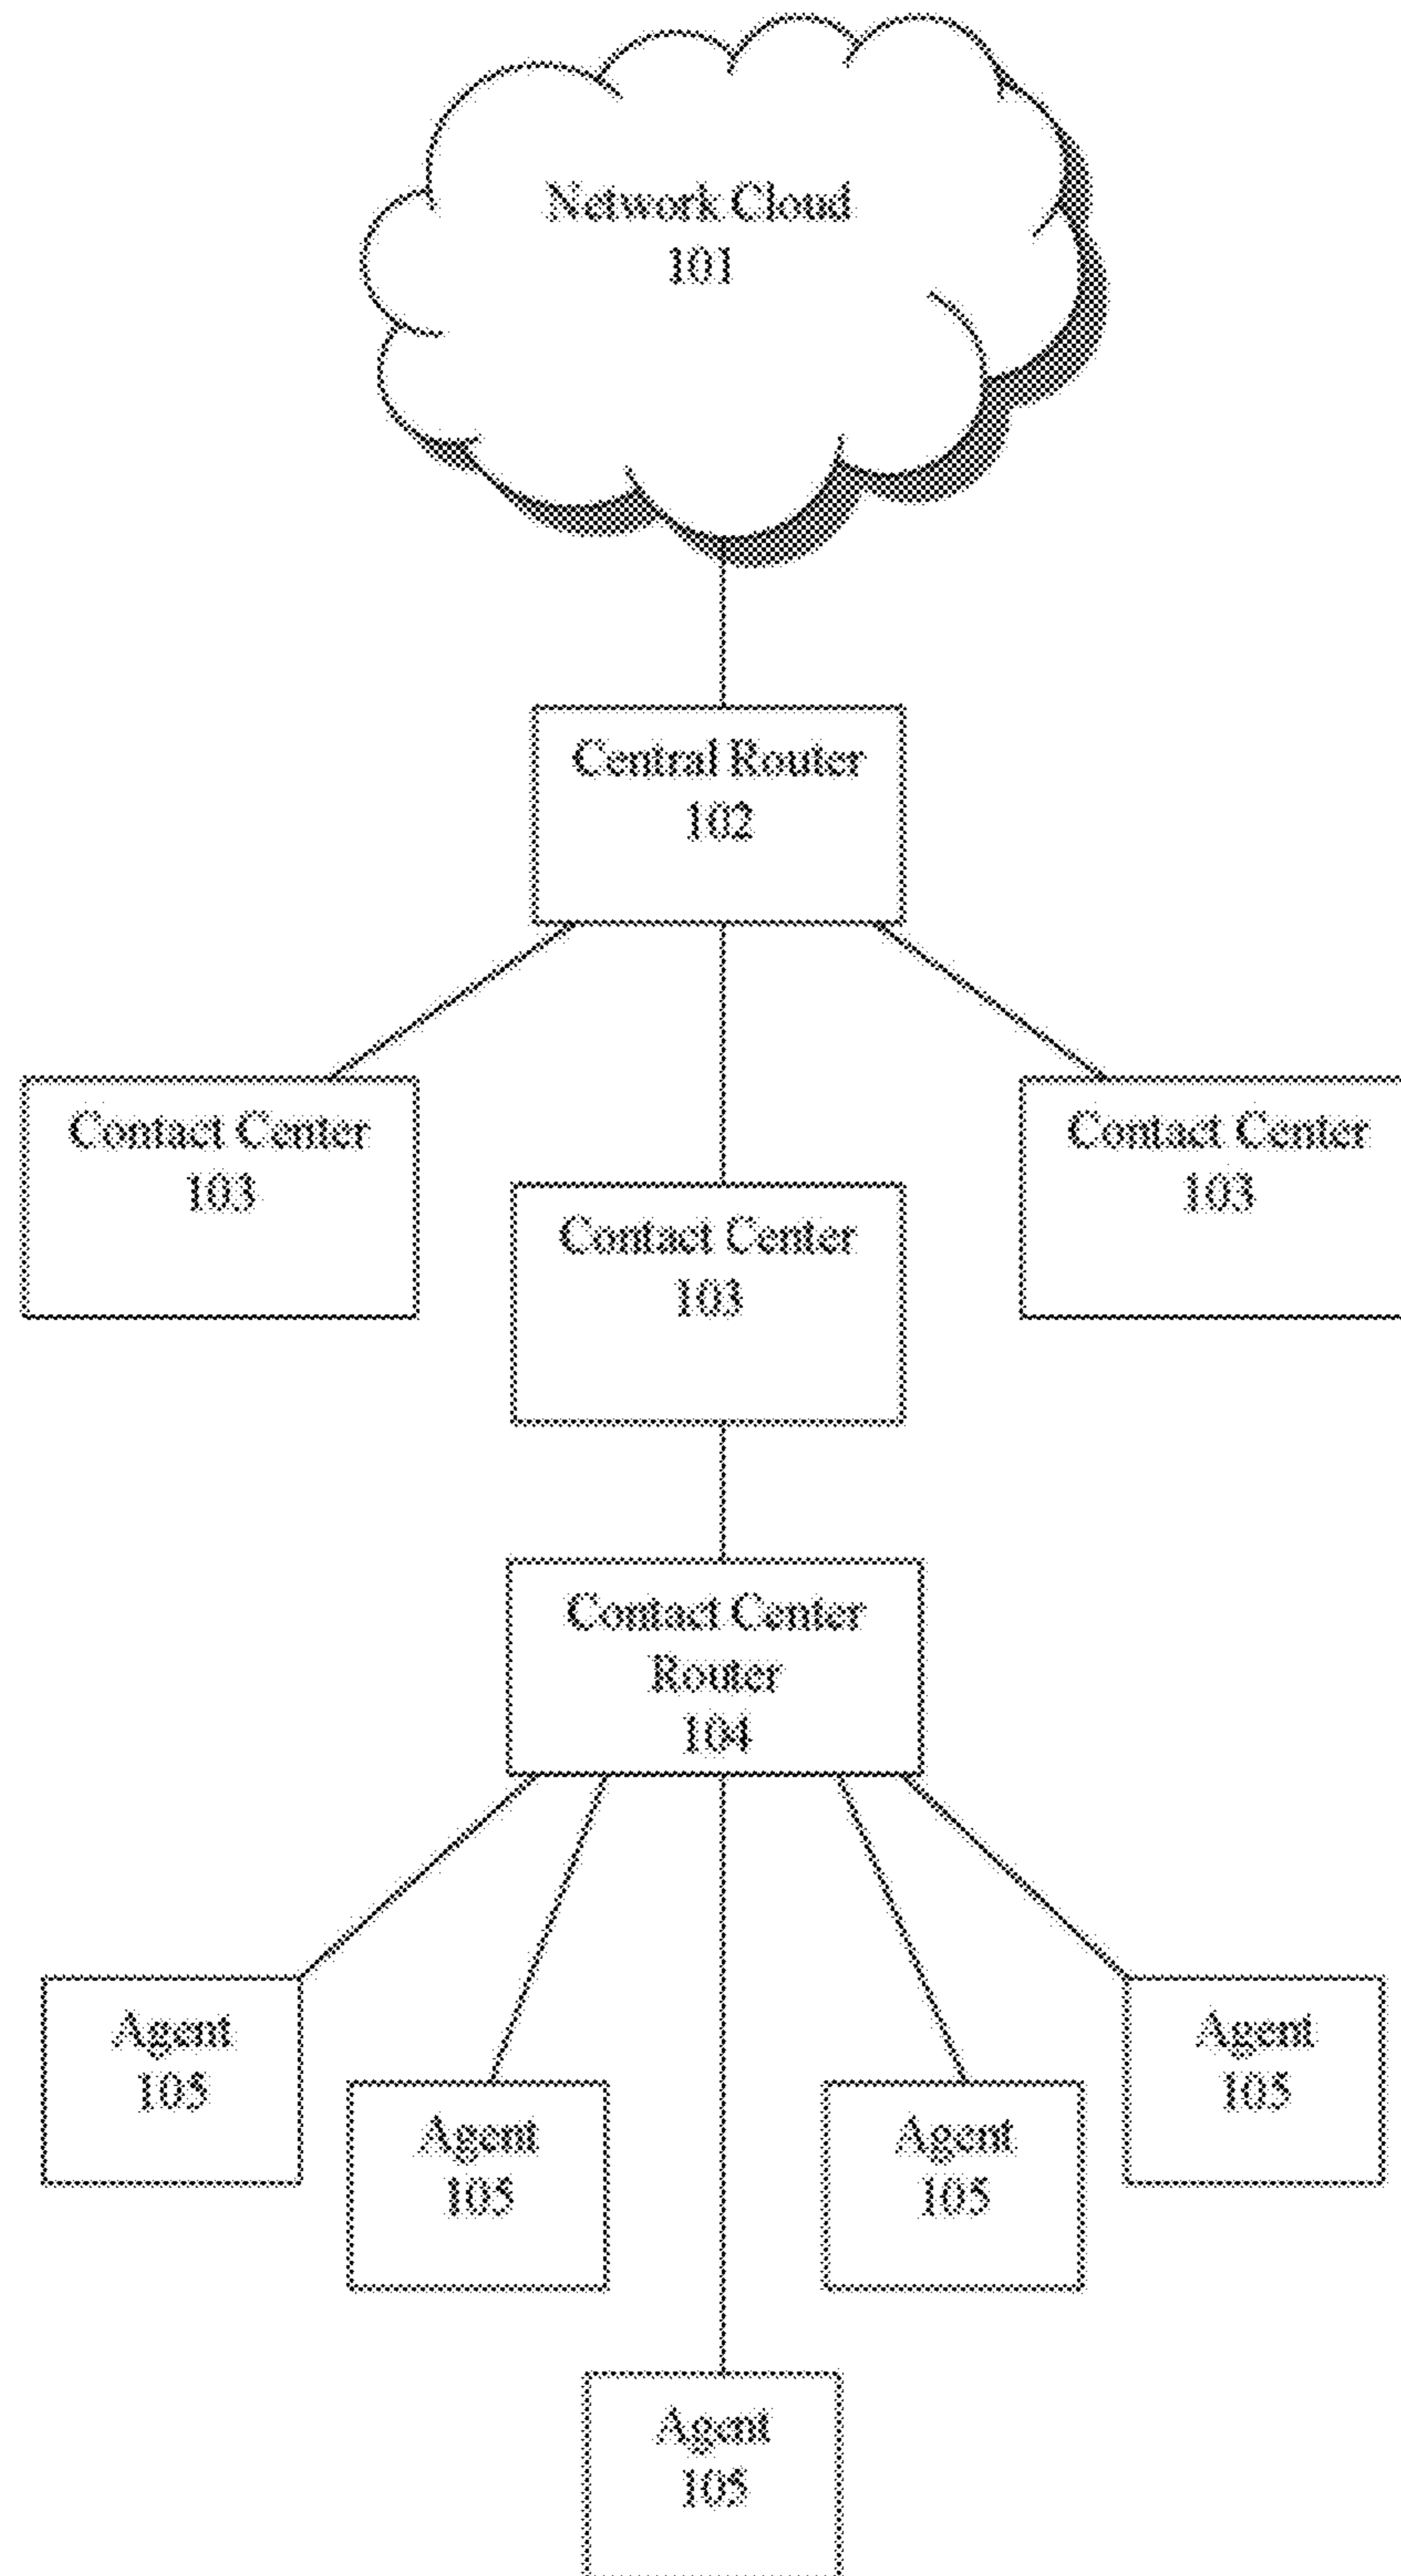 Network Cloud
101
Central Router
102
Contact Center
103
Contact Center
103
Contact Center
103
Contact Center
Router
104
Agent
105
Agent
105
Agent
105
Agent
105
Agent
105